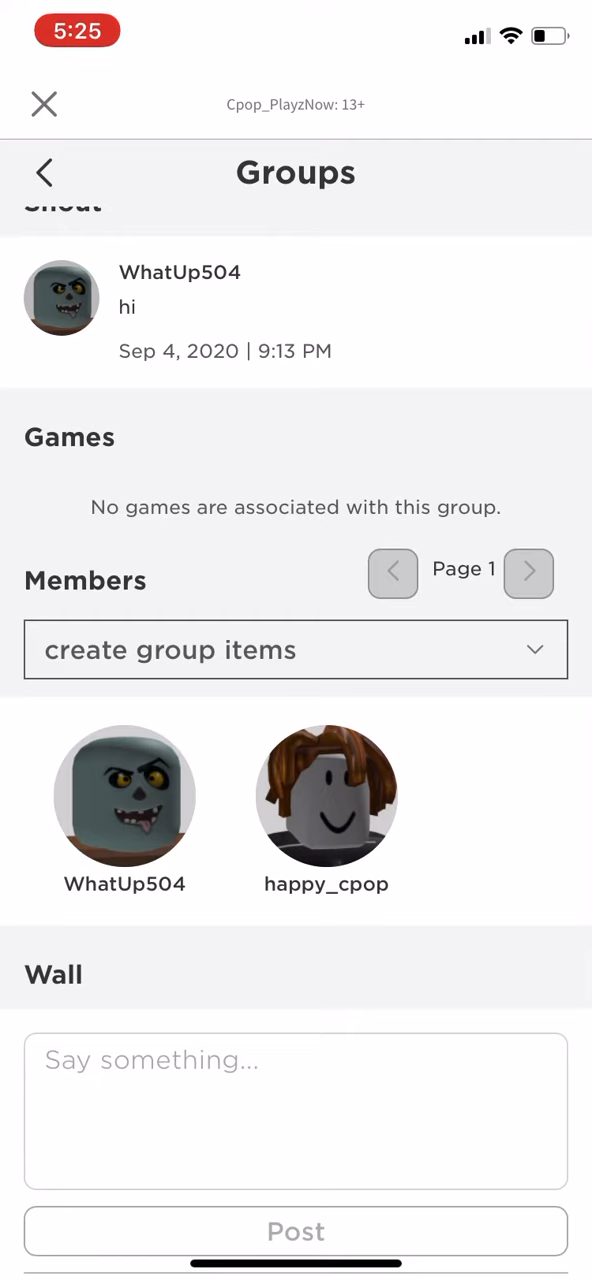 5:25
Cpop_PlayzNow: 13+
Groups
Shout
WhatUp504
hi
Sep 4, 2020 | 9:13 PM
Games
No games are associated with this group.
Members
Page 1
create group items
WhatUp504
happy_cpop
Wall
Say something...
Post